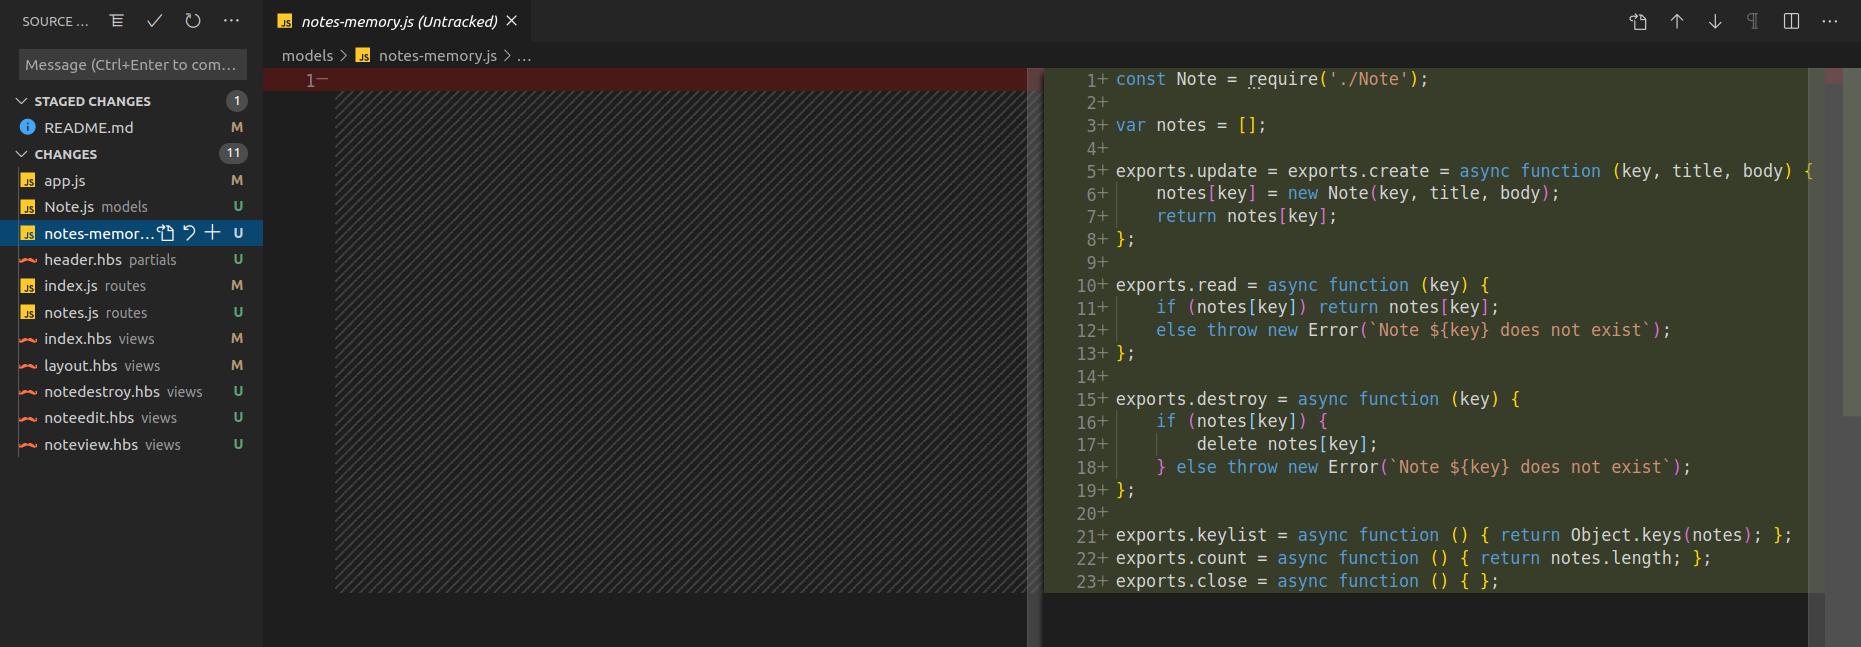 SOURCE ...
notes-memory.js (Untracked)
models > JS notes-memory.js > ...
Message (Ctrl+Enter to com...
STAGED CHANGES 1
README.md M
CHANGES 11
JS app.js M
JS Note.js models U
JS notes-memor... U
header.hbs partials U
JS index.js routes M
JS notes.js routes U
index.hbs views M
layout.hbs views M
notedestroy.hbs views U
noteedit.hbs views U
noteview.hbs views U
1—
1+ const Note = require('./Note');
2+
3+ var notes = [];
4+
5+ exports.update = exports.create = async function (key, title, body) {
6+ notes[key] = new Note(key, title, body);
7+ return notes[key];
8+ };
9+
10+ exports.read = async function (key) {
11+ if (notes[key]) return notes[key];
12+ else throw new Error(`Note ${key} does not exist`);
13+ };
14+
15+ exports.destroy = async function (key) {
16+ if (notes[key]) {
17+ delete notes[key];
18+ } else throw new Error(`Note ${key} does not exist`);
19+ };
20+
21+ exports.keylist = async function () { return Object.keys(notes); };
22+ exports.count = async function () { return notes.length; };
23+ exports.close = async function () { };